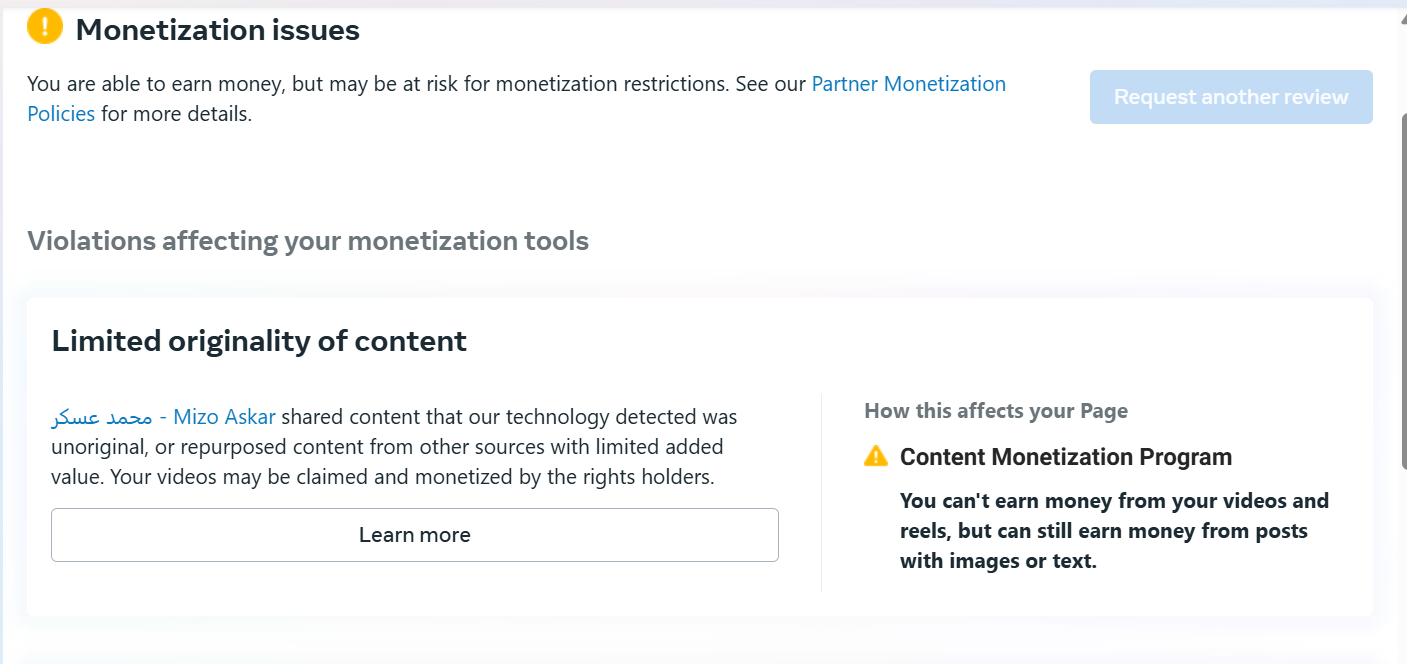 Monetization issues
You are able to earn money, but may be at risk for monetization restrictions. See our Partner Monetization
Policies for more details.
Request another review
Violations affecting your monetization tools
Limited originality of content
محمد عسكر - Mizo Askar shared content that our technology detected was
unoriginal, or repurposed content from other sources with limited added
value. Your videos may be claimed and monetized by the rights holders.
Learn more
How this affects your Page
Content Monetization Program
You can't earn money from your videos and
reels, but can still earn money from posts
with images or text.